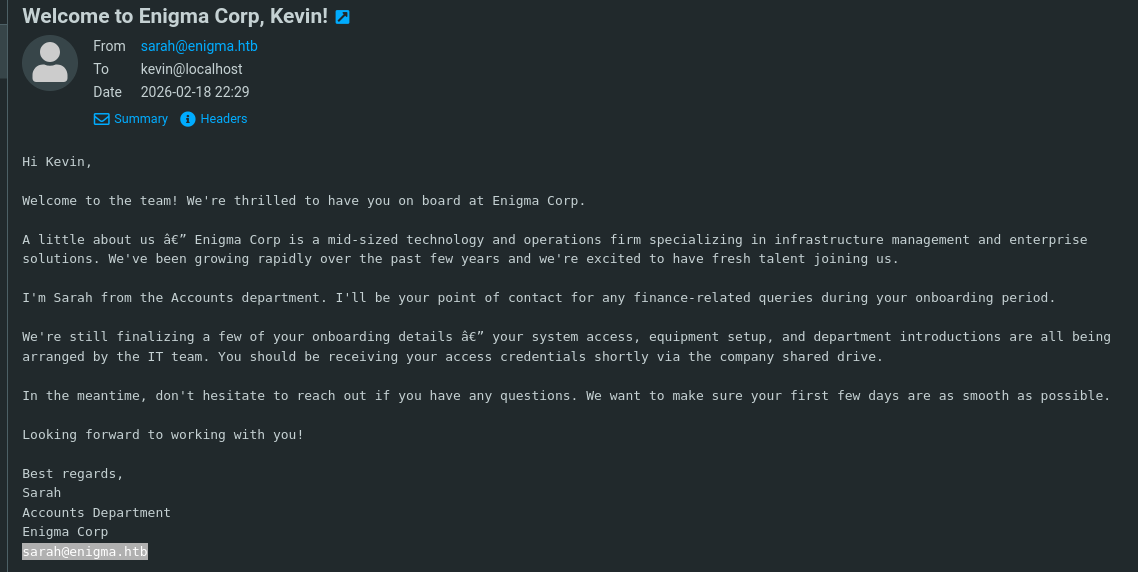 Welcome to Enigma Corp, Kevin!
From sarah@enigma.htb
To kevin@localhost
Date 2026-02-18 22:29
Summary Headers
Hi Kevin,
Welcome to the team! We're thrilled to have you on board at Enigma Corp.
A little about us â€” Enigma Corp is a mid-sized technology and operations firm specializing in infrastructure management and enterprise
solutions. We've been growing rapidly over the past few years and we're excited to have fresh talent joining us.
I'm Sarah from the Accounts department. I'll be your point of contact for any finance-related queries during your onboarding period.
We're still finalizing a few of your onboarding details â€” your system access, equipment setup, and department introductions are all being
arranged by the IT team. You should be receiving your access credentials shortly via the company shared drive.
In the meantime, don't hesitate to reach out if you have any questions. We want to make sure your first few days are as smooth as possible.
Looking forward to working with you!
Best regards,
Sarah
Accounts Department
Enigma Corp
sarah@enigma.htb